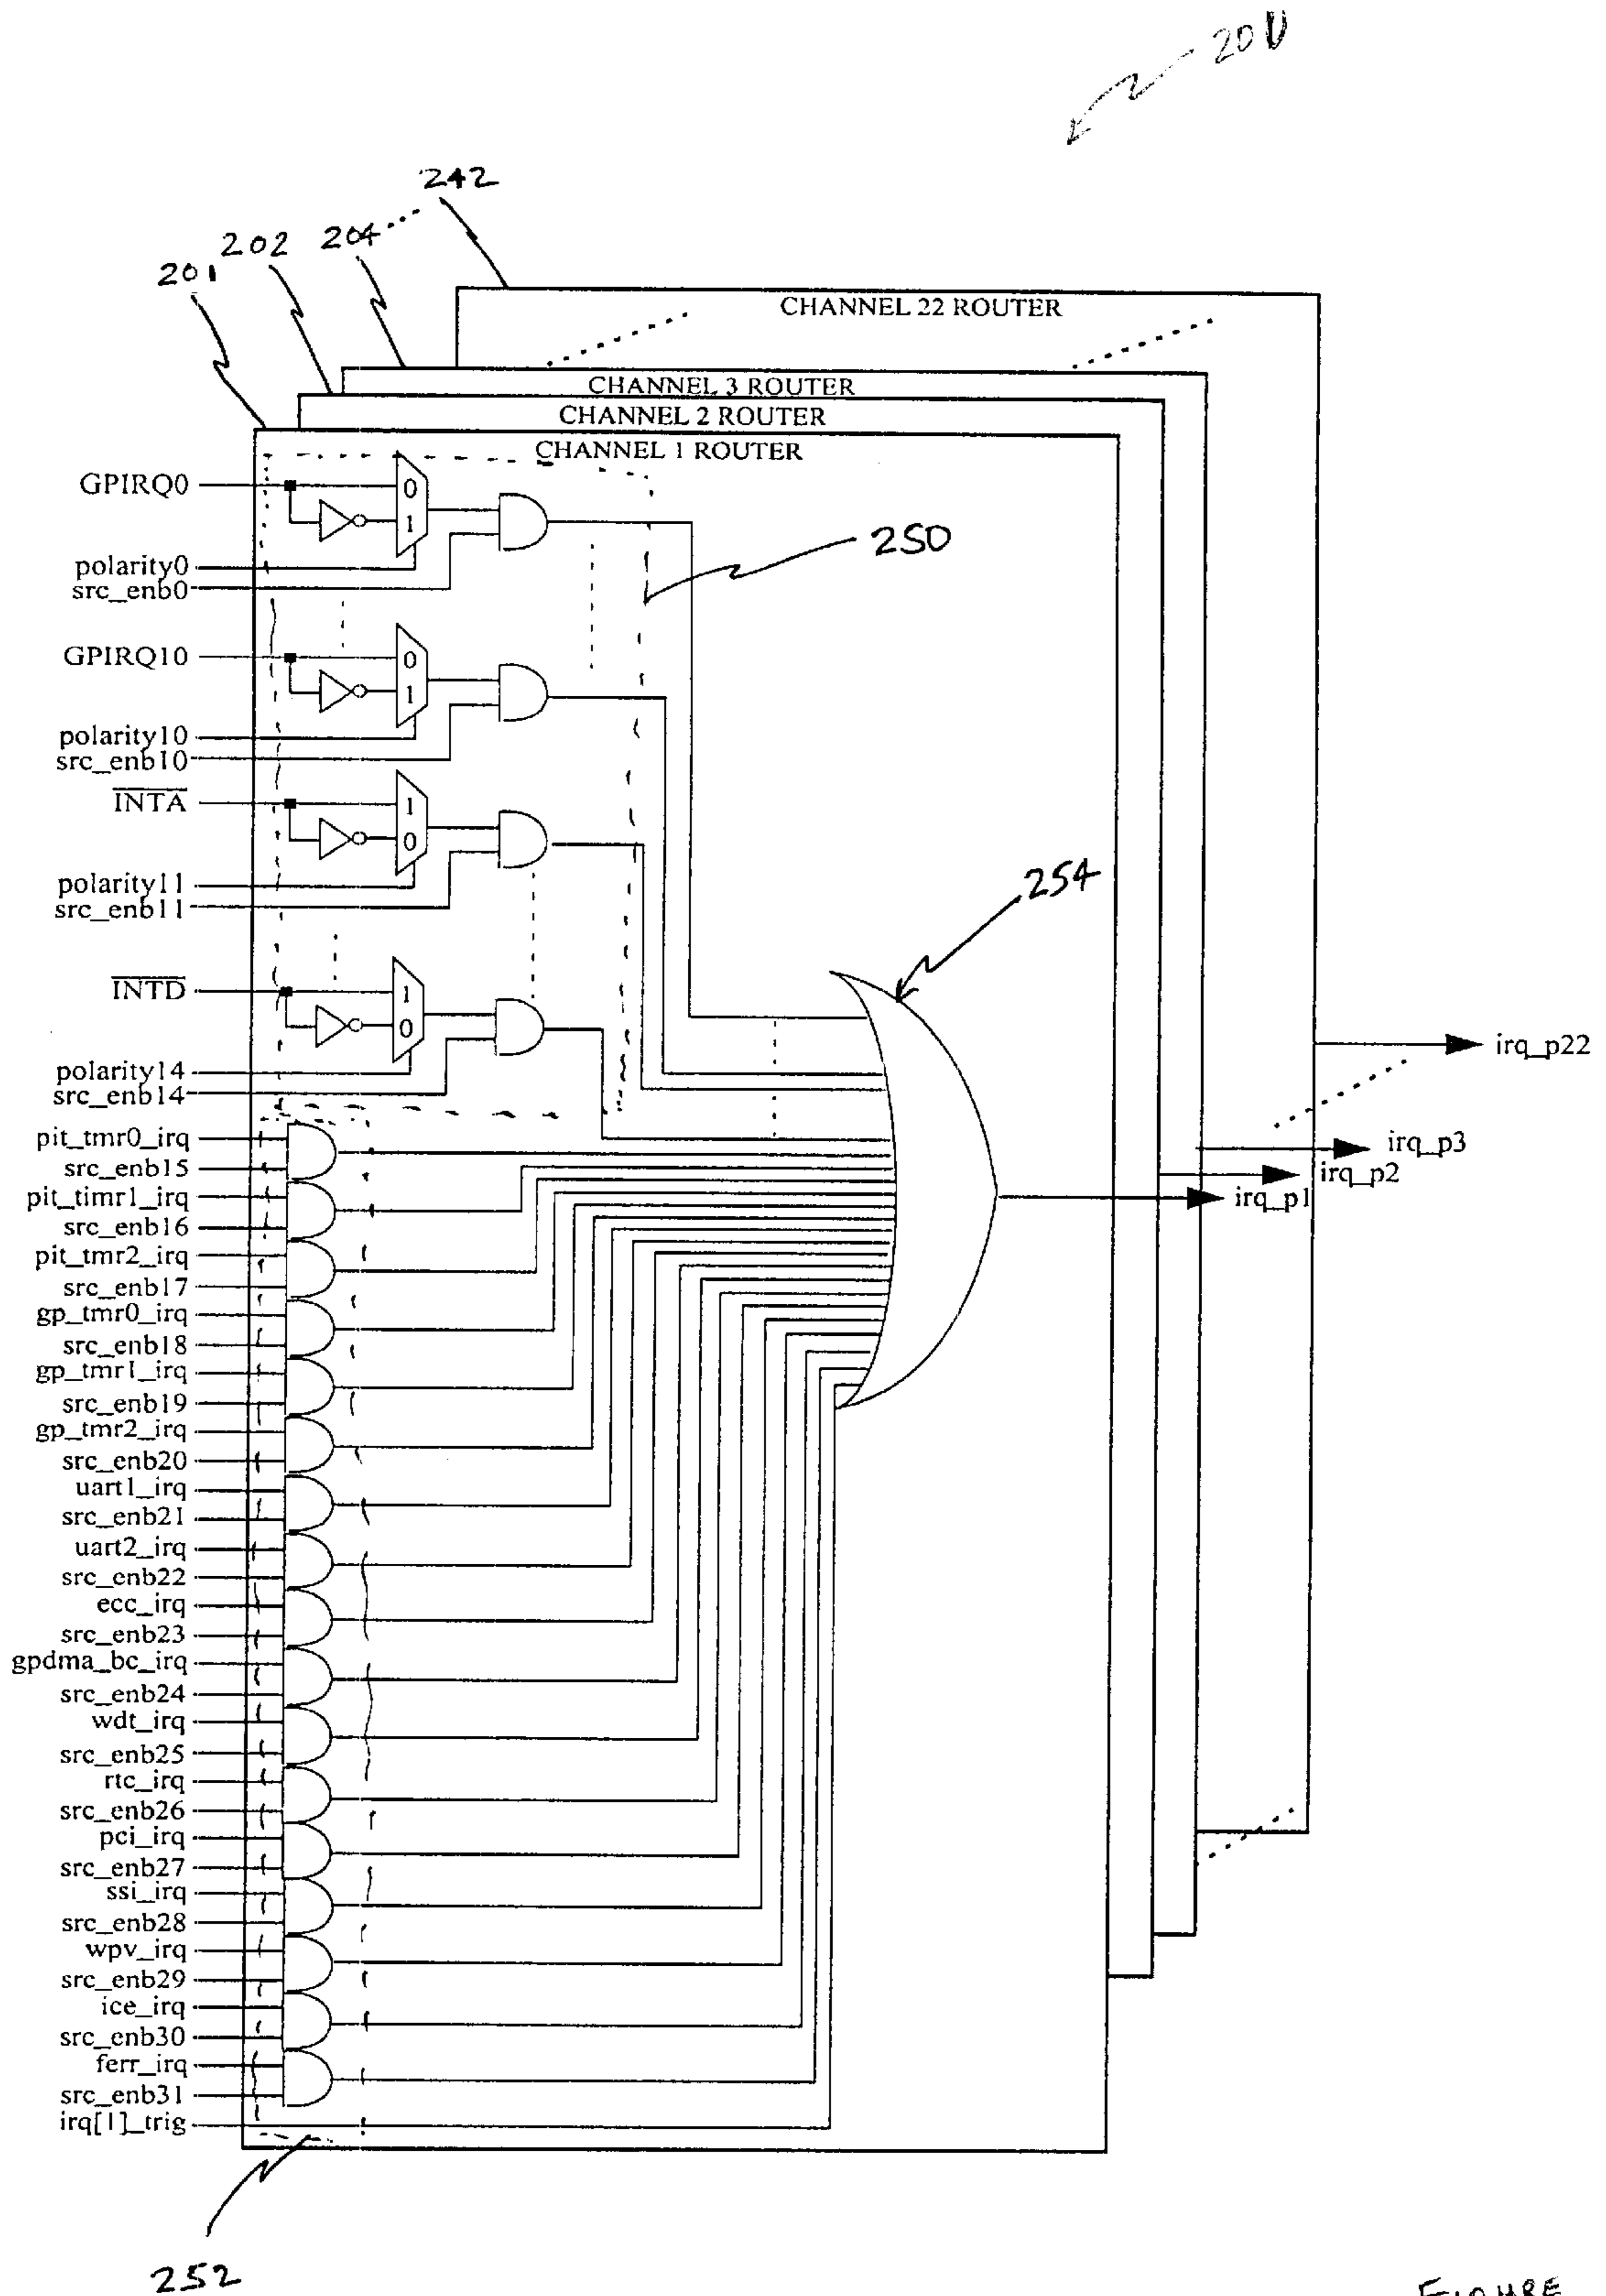 200
242
202 204
201
CHANNEL 22 ROUTER
CHANNEL 3 ROUTER
CHANNEL 2 ROUTER
CHANNEL 1 ROUTER
GPIRQ0
0
1
250
polarity0
src_enb0
GPIRQ10
0
1
polarity10
src_enb10
INTA
1
0
polarity11
src_enb11
254
INTD
1
0
polarity14
src_enb14
irq_p22
irq_p3
irq_p2
irq_p1
pit_tmr0_irq
src_enb15
pit_timr1_irq
src_enb16
pit_tmr2_irq
src_enb17
gp_tmr0_irq
src_enb18
gp_tmr1_irq
src_enb19
gp_tmr2_irq
src_enb20
uart1_irq
src_enb21
uart2_irq
src_enb22
ecc_irq
src_enb23
gpdma_bc_irq
src_enb24
wdt_irq
src_enb25
rtc_irq
src_enb26
pci_irq
src_enb27
ssi_irq
src_enb28
wpv_irq
src_enb29
ice_irq
src_enb30
ferr_irq
src_enb31
irq[1]_trig
252
FIGURE